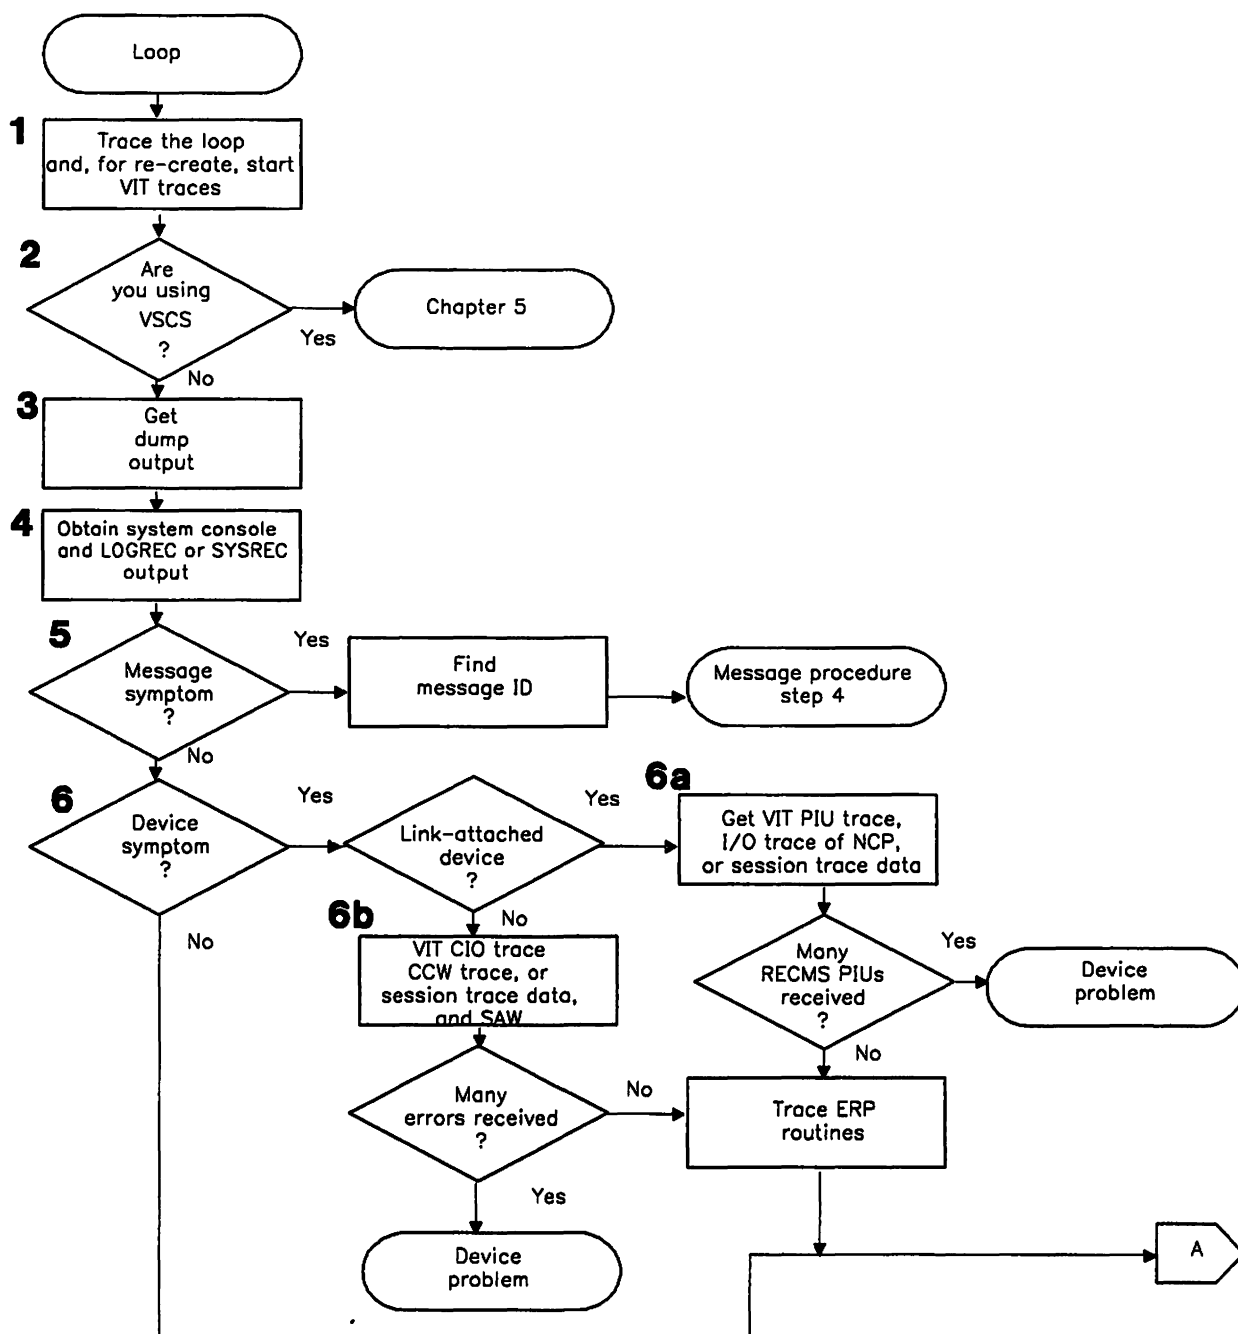 Loop
1
Trace the loop
and, for re-create, start
VIT traces
2
Are
you using
VSCS
?
Yes
Chapter 5
No
3
Get
dump
output
4
Obtain system console
and LOGREC or SYSREC
output
5
Message
symptom
?
Yes
Find
message ID
Message procedure
step 4
No
6
Device
symptom
?
Yes
Link-attached
device
?
Yes
6a
Get VIT PIU trace,
I/O trace of NCP,
or session trace data
No
No
6b
VIT CIO trace
CCW trace, or
session trace data,
and SAW
Many
RECMS PIUs
received
?
Yes
Device
problem
No
Many
errors received
?
No
Trace ERP
routines
Yes
Device
problem
A